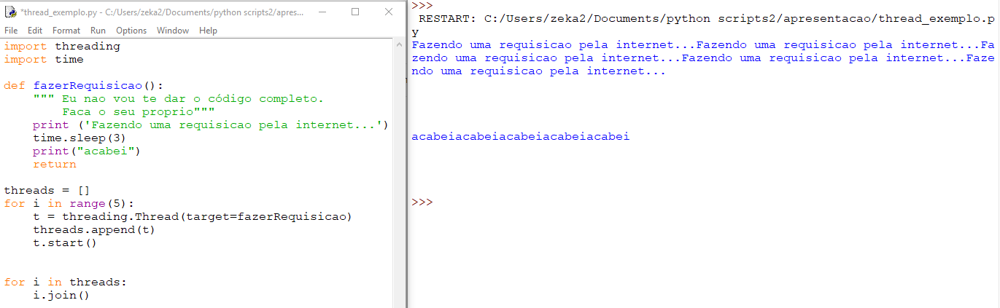 *thread_exemplo.py - C:/Users/zeka2/Documents/python scripts2/apres...
File Edit Format Run Options Window Help
import threading
import time
def fazerRequisicao():
""" Eu nao vou te dar o código completo.
Faca o seu proprio"""
print ('Fazendo uma requisicao pela internet...')
time.sleep(3)
print("acabei")
return
threads = []
for i in range(5):
t = threading.Thread(target=fazerRequisicao)
threads.append(t)
t.start()
for i in threads:
i.join()
>>>
RESTART: C:/Users/zeka2/Documents/python scripts2/apresentacao/thread_exemplo.p
y
Fazendo uma requisicao pela internet...Fazendo uma requisicao pela internet...Fa
zendo uma requisicao pela internet...Fazendo uma requisicao pela internet...Faze
ndo uma requisicao pela internet...
acabeiacabeiacabeiacabeiacabei
>>>